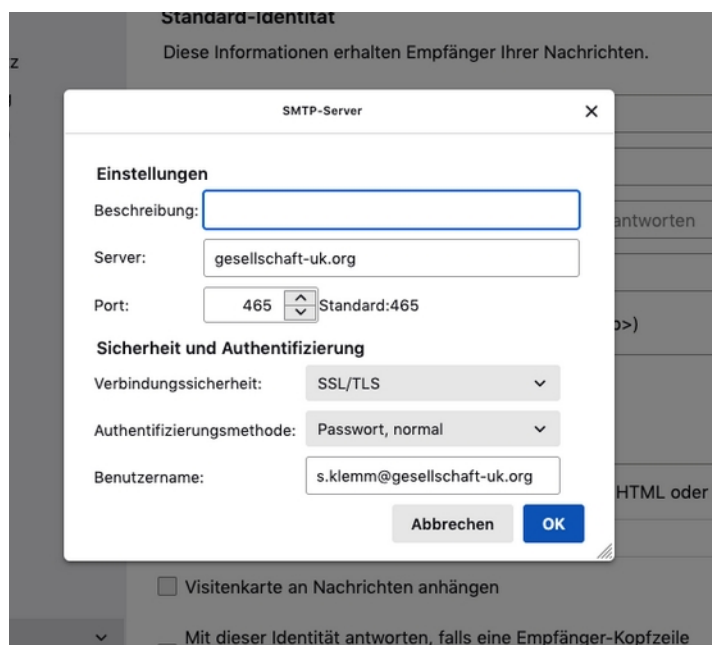 Standard-Identität
Diese Informationen erhalten Empfänger Ihrer Nachrichten.
z
SMTP-Server
Einstellungen
Beschreibung:
antworten
Server: gesellschaft-uk.org
Port: 465 Standard:465
>)
Sicherheit und Authentifizierung
Verbindungssicherheit: SSL/TLS
Authentifizierungsmethode: Passwort, normal
Benutzername: s.klemm@gesellschaft-uk.org
HTML oder
Abbrechen OK
Visitenkarte an Nachrichten anhängen
Mit dieser Identität antworten, falls eine Empfänger-Kopfzeile